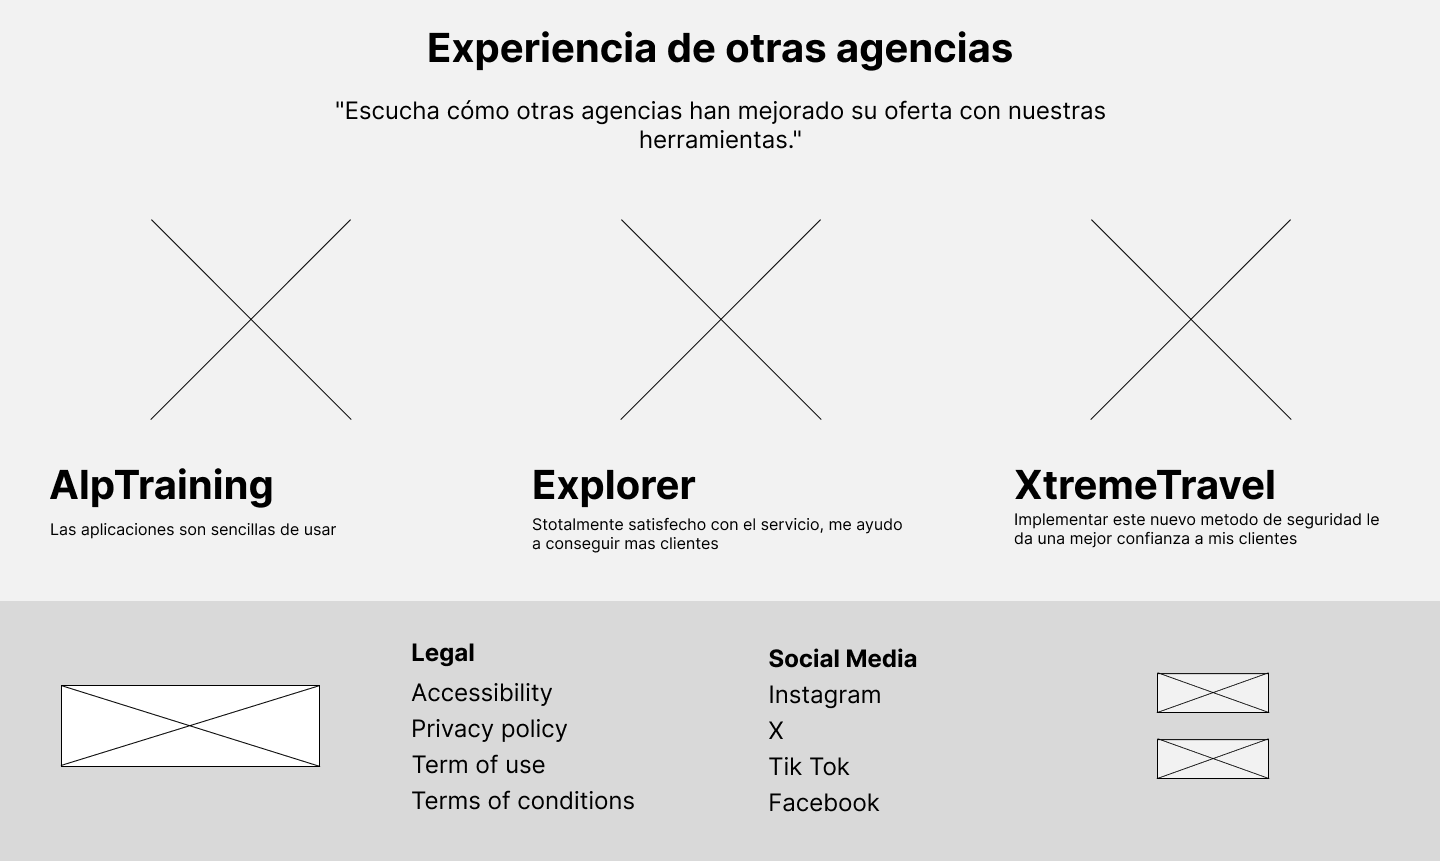 Experiencia de otras agencias
"Escucha cómo otras agencias han mejorado su oferta con nuestras
herramientas."
AlpTraining
Las aplicaciones son sencillas de usar
Explorer
Stotalmente satisfecho con el servicio, me ayudo
a conseguir mas clientes
XtremeTravel
Implementar este nuevo metodo de seguridad le
da una mejor confianza a mis clientes
Legal
Accessibility
Privacy policy
Term of use
Terms of conditions
Social Media
Instagram
X
Tik Tok
Facebook